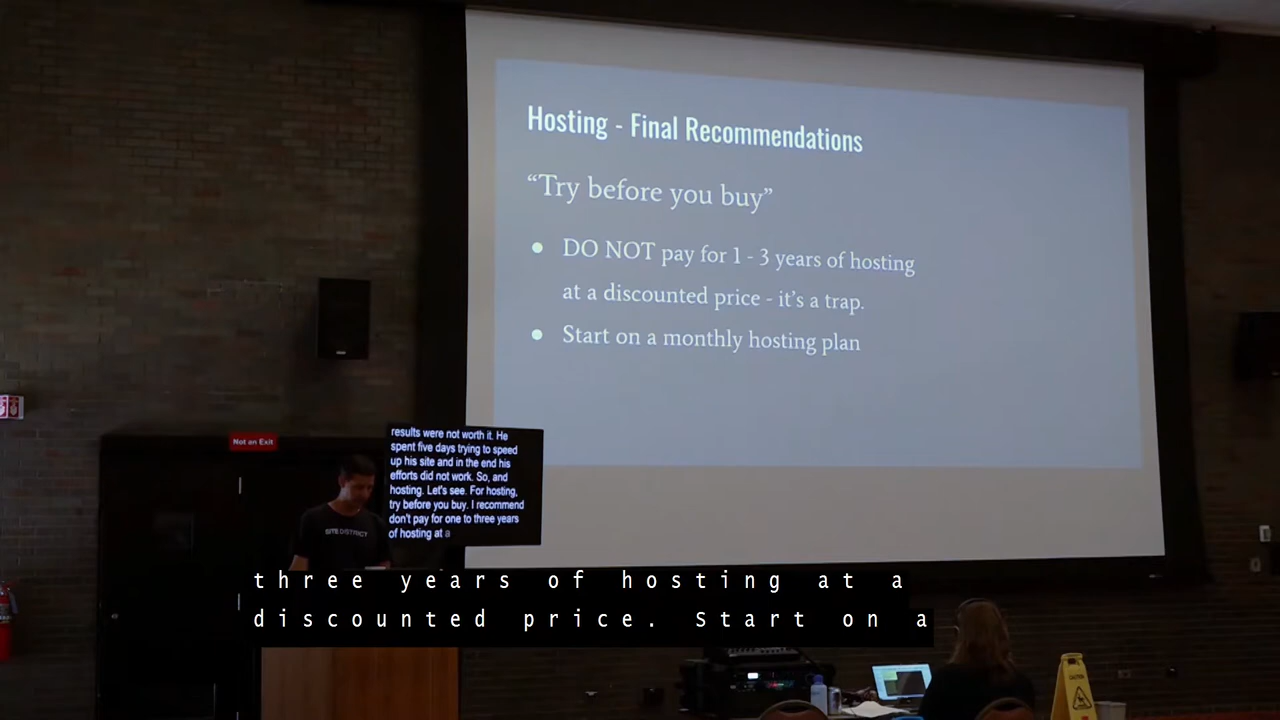 Hosting - Final Recommendations
“Try before you buy”
● DO NOT pay for 1 - 3 years of hosting
at a discounted price - it’s a trap.
● Start on a monthly hosting plan
Not an Exit
results were not worth it. He
spent five days trying to speed
up his site and in the end his
efforts did not work. So, and
hosting. Let's see. For hosting,
try before you buy. I recommend
don't pay for one to three years
of hosting at a
SITE DISTRICT
three years of hosting at a
discounted price. Start on a
CAUTION